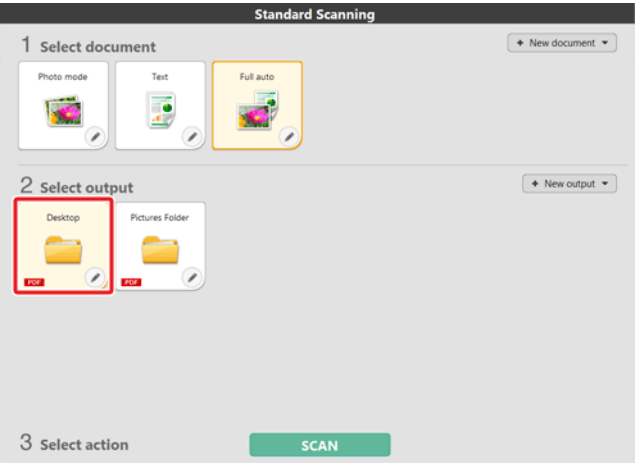 Standard Scanning
1 Select document
+ New document
Photo mode
Text
Full auto
2 Select output
+ New output
Desktop
Pictures Folder
PDF
PDF
3 Select action
SCAN